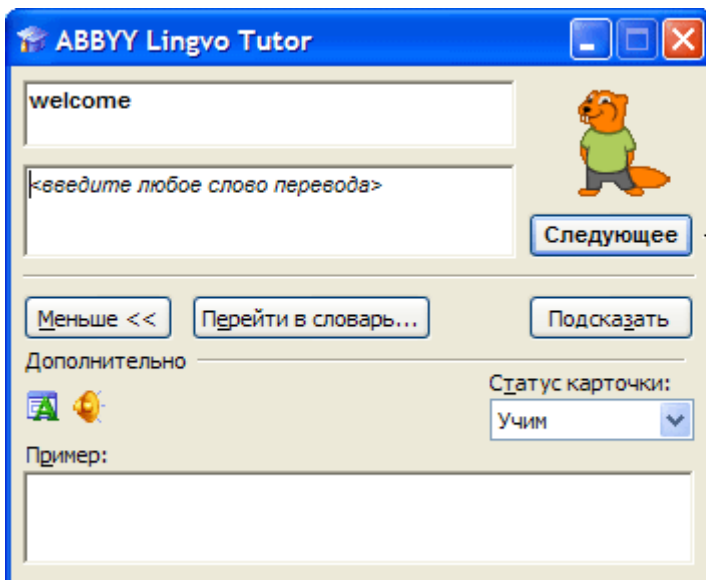 ABBYY Lingvo Tutor
welcome
<введите любое слово перевода>
Следующее
Меньше <<
Перейти в словарь...
Подсказать
Дополнительно
Статус карточки:
Учим
Пример: